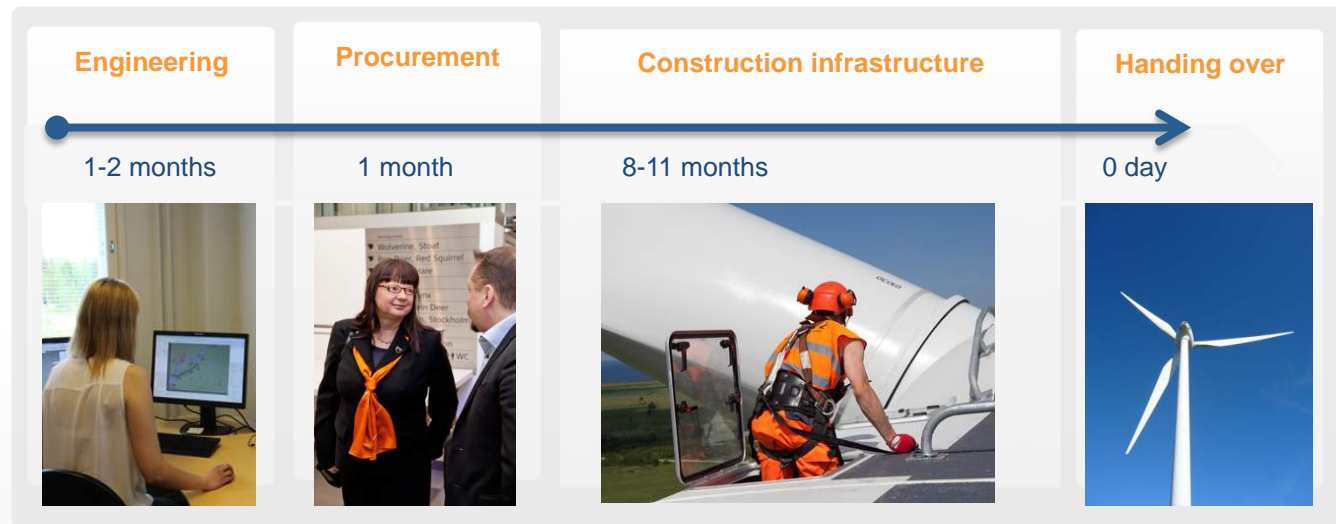 Engineering
Procurement
Construction infrastructure
Handing over
1-2 months
1 month
8-11 months
0 day
Wolverine, Stoat
Red Squirrel
Deer
Stockholm
WC